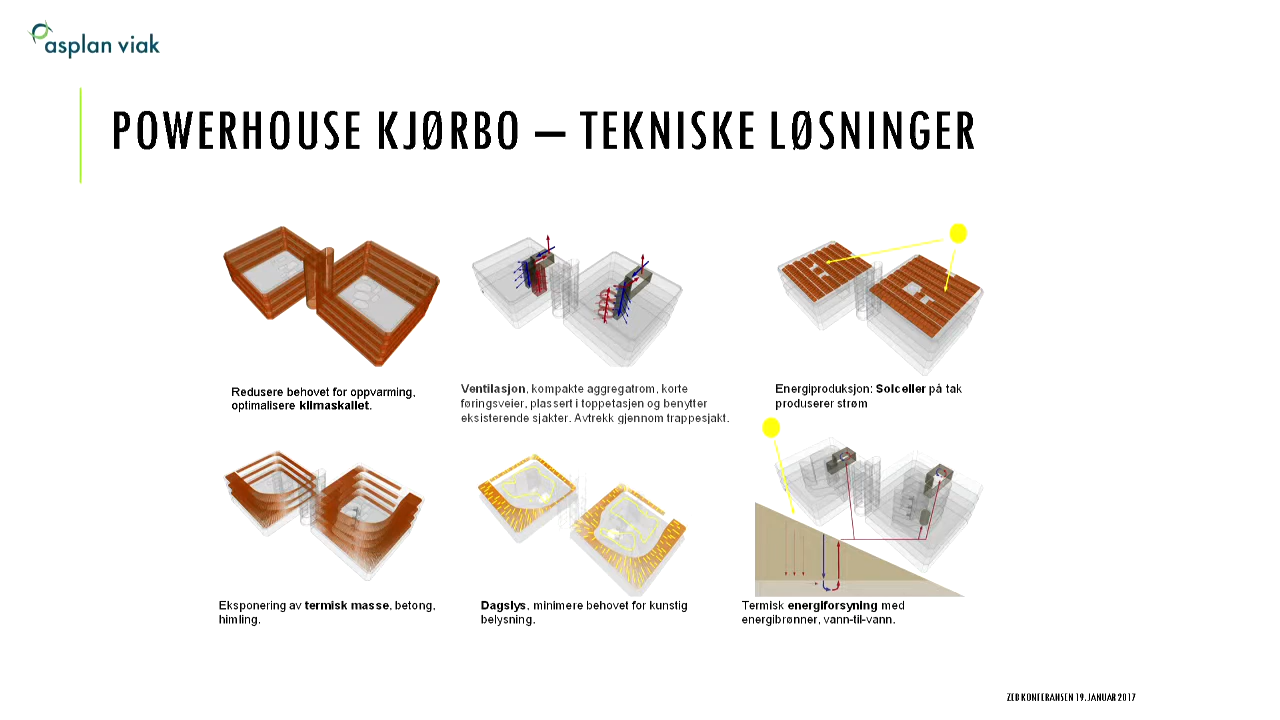 asplan viak
POWERHOUSE KJØRBO – TEKNISKE LØSNINGER
Redusere behovet for oppvarming,
optimalisere klimaskallet.
Ventilasjon, kompakte aggregatrom, korte
føringsveier, plassert i toppetasjen og benytter
eksisterende sjakter. Avtrekk gjennom trappesjakt.
Energiproduksjon: Solceller på tak
produserer strøm
Eksponering av termisk masse, betong,
himling.
Dagslys, minimere behovet for kunstig
belysning.
Termisk energiforsyning med
energibrønner, vann-til-vann.
ZEB KONFERANSEN 19. JANUAR 2017